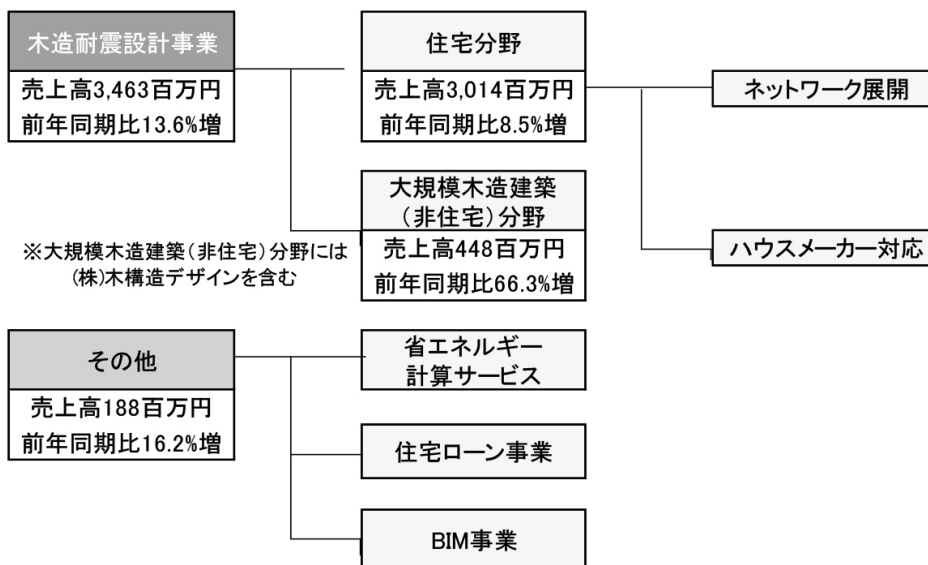 木造耐震設計事業
売上高3,463百万円
前年同期比13.6%増
住宅分野
売上高3,014百万円
前年同期比8.5%増
ネットワーク展開
ハウスメーカー対応
大規模木造建築
(非住宅)分野
売上高448百万円
前年同期比66.3%増
※大規模木造建築(非住宅)分野には
(株)木構造デザインを含む
その他
売上高188百万円
前年同期比16.2%増
省エネルギー
計算サービス
住宅ローン事業
BIM事業